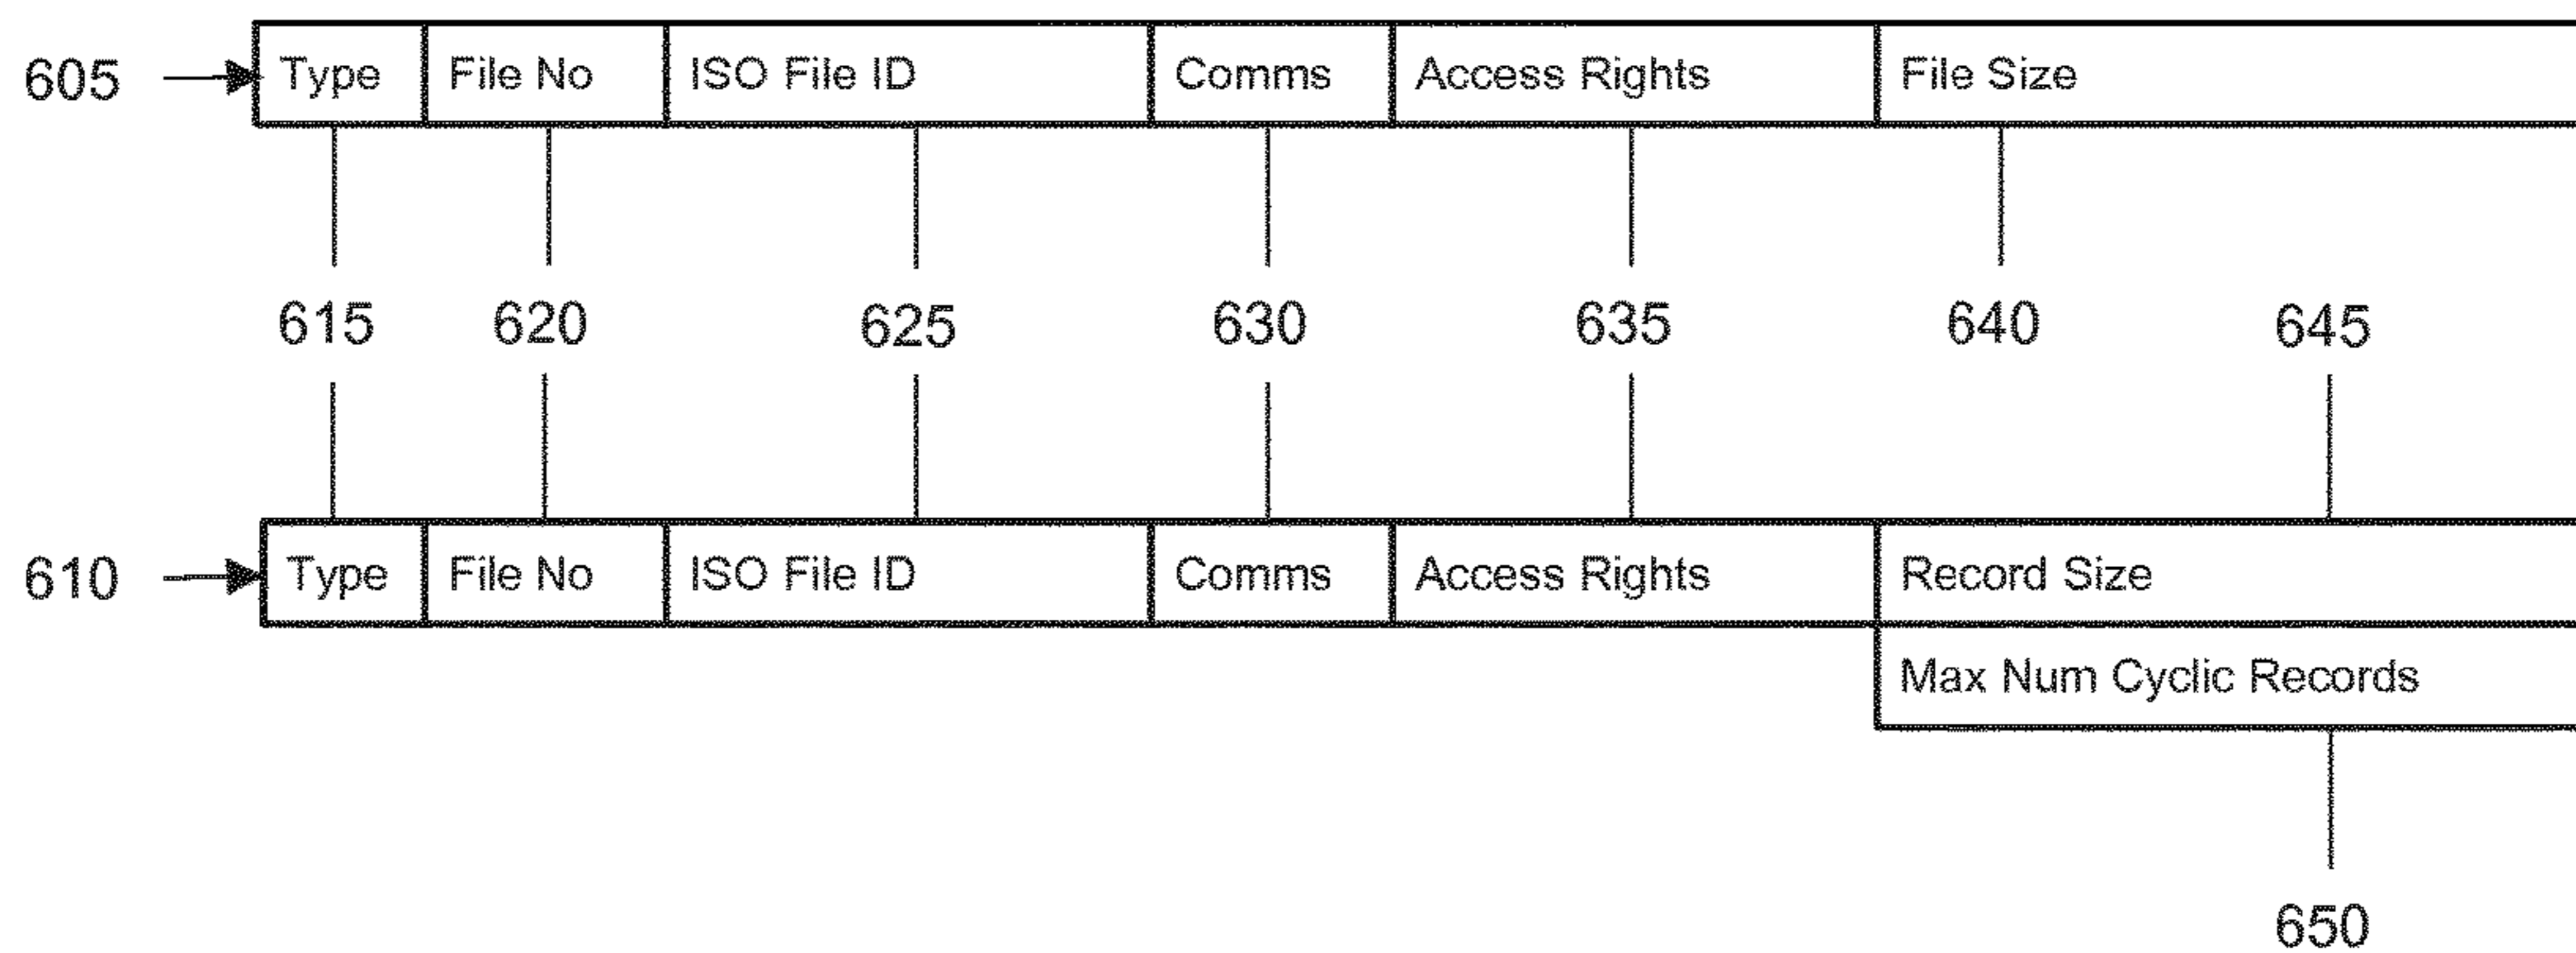 605 Type File No ISO File ID Comms Access Rights File Size
615 620 625 630 635 640 645
610 Type File No ISO File ID Comms Access Rights Record Size
Max Num Cyclic Records
650